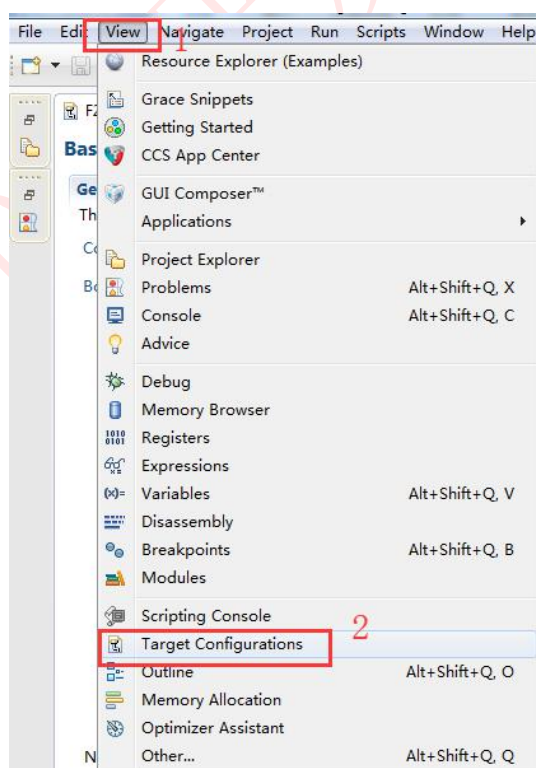 File Edit View Navigate Project Run Scripts Window Help
1
Resource Explorer (Examples)
Grace Snippets
Getting Started
Bas
CCS App Center
Ge
GUI Composer™
Th
Applications
Project Explorer
Problems Alt+Shift+Q, X
Console Alt+Shift+Q, C
Advice
Debug
Memory Browser
Registers
Expressions
(x)= Variables Alt+Shift+Q, V
Disassembly
Breakpoints Alt+Shift+Q, B
Modules
Scripting Console
2
Target Configurations
Outline Alt+Shift+Q, O
Memory Allocation
Optimizer Assistant
N
Other... Alt+Shift+Q, Q